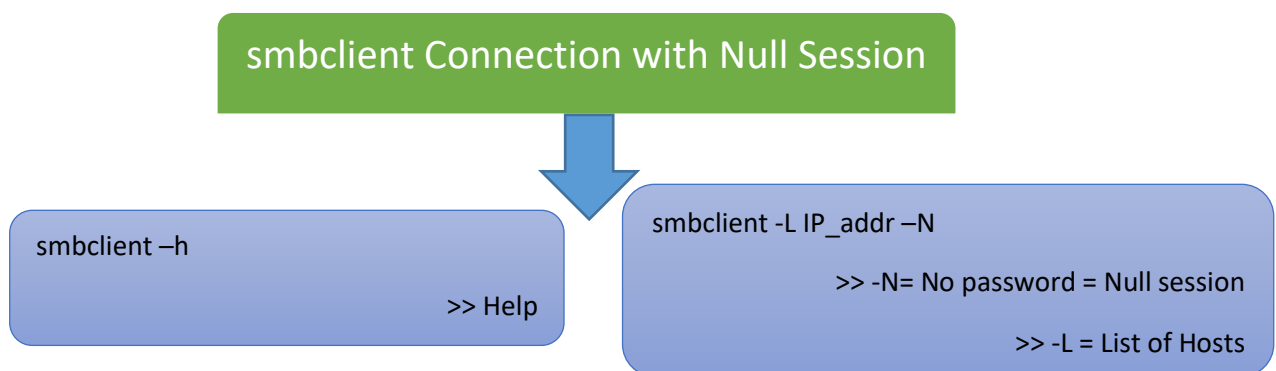 smbclient Connection with Null Session
smbclient –h
>> Help
smbclient -L IP_addr –N
>> -N= No password = Null session
>> -L = List of Hosts